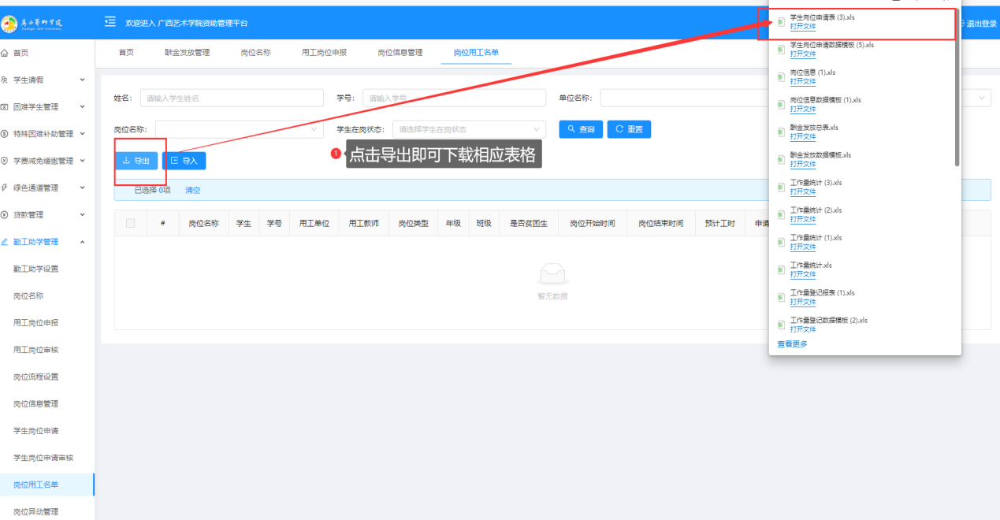 广西艺术学院
Guangxi Arts University
欢迎进入 广西艺术学院资助管理平台
退出登录
首页
学生请假
困难学生管理
特殊困难补助管理
学费减免缓缴管理
绿色通道管理
贷款管理
勤工助学管理
勤工助学设置
岗位名称
用工岗位申报
用工岗位审核
岗位流程设置
岗位信息管理
学生岗位申请
学生岗位申请审核
岗位用工名单
岗位异动管理
首页 酬金发放管理 岗位名称 用工岗位申报 岗位信息管理 岗位用工名单
姓名: 请输入学生姓名 学号: 请输入学号 单位名称:
岗位名称: 学生在岗状态: 请选择学生在岗状态 查询 重置
导出 导入
1 点击导出即可下载相应表格
已选择 0项 清空
# 岗位名称 学生 学号 用工单位 用工教师 岗位类型 年级 班级 是否贫困生 岗位开始时间 岗位结束时间 预计工时 申请
暂无数据
学生岗位申请表 (3).xls
打开文件
学生岗位申请数据模板 (5).xls
打开文件
岗位信息 (1).xls
打开文件
岗位信息数据模板 (1).xls
打开文件
酬金发放总表.xls
打开文件
酬金发放数据模板.xls
打开文件
工作量统计 (3).xls
打开文件
工作量统计 (2).xls
打开文件
工作量统计 (1).xls
打开文件
工作量统计.xls
打开文件
工作量登记报表 (1).xls
打开文件
工作量登记数据模板 (2).xls
打开文件
查看更多